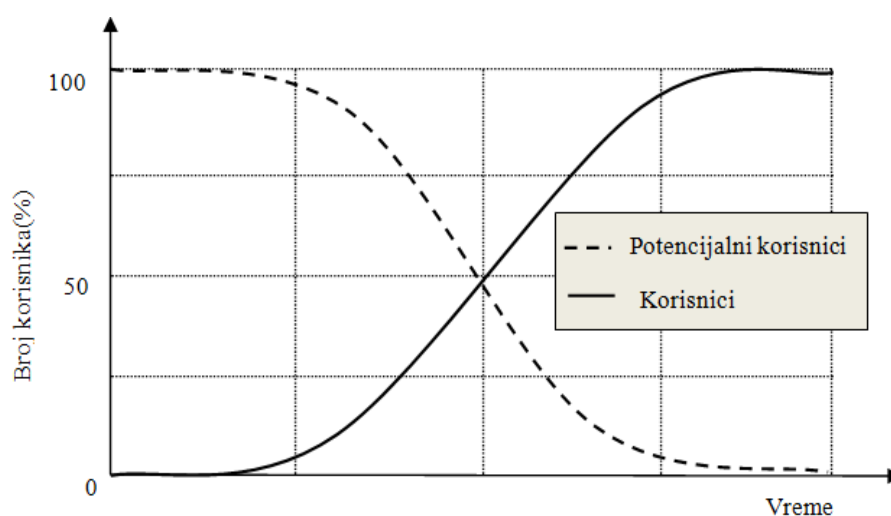 100
50
0
Broj korisnika(%)
Potencijalni korisnici
Korisnici
Vreme